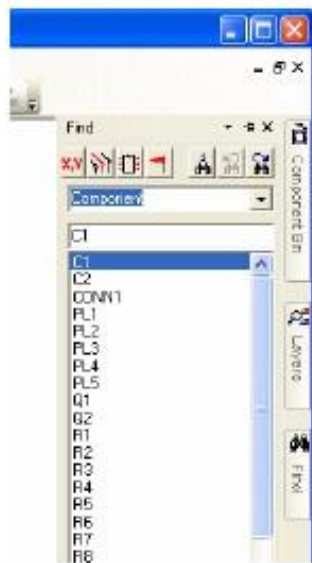 Find
X,Y
Component
C1
C1
C2
CONN1
PL1
PL2
PL3
PL4
PL5
Q1
Q2
R1
R2
R3
R4
R5
R6
R7
R8
Component Bin
Layers
Find